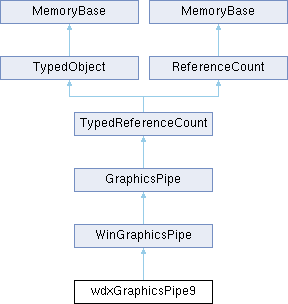 MemoryBase MemoryBase
TypedObject ReferenceCount
TypedReferenceCount
GraphicsPipe
WinGraphicsPipe
wdxGraphicsPipe9